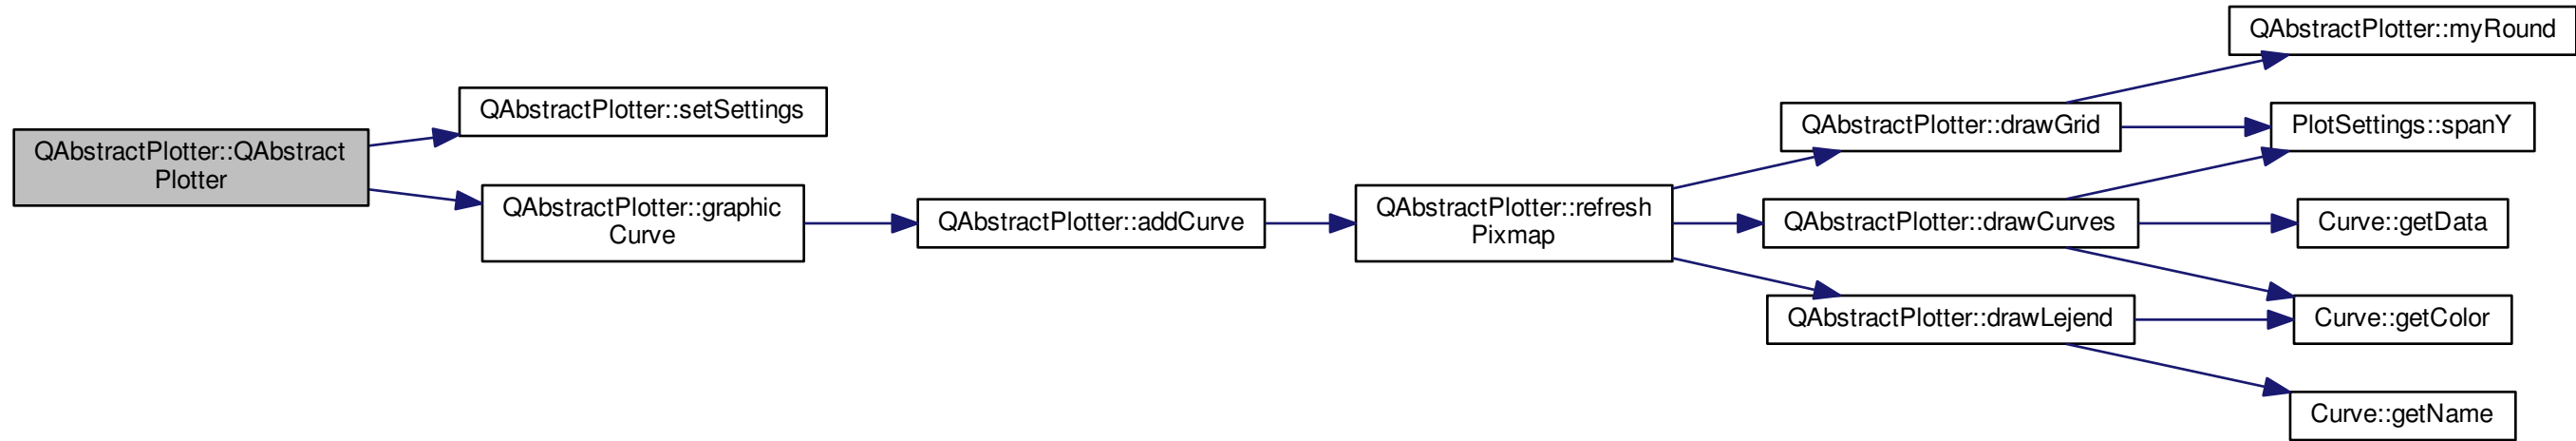 QAbstractPlotter::QAbstract
Plotter
QAbstractPlotter::setSettings
QAbstractPlotter::graphic
Curve
QAbstractPlotter::addCurve
QAbstractPlotter::refresh
Pixmap
QAbstractPlotter::drawGrid
QAbstractPlotter::drawCurves
QAbstractPlotter::drawLejend
QAbstractPlotter::myRound
PlotSettings::spanY
Curve::getData
Curve::getColor
Curve::getName